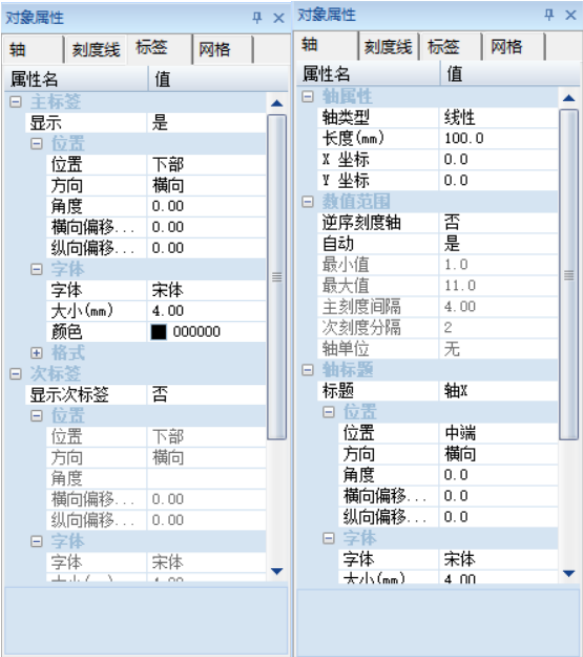 对象属性
轴 刻度线 标签 网格
属性名 值
主标签
显示 是
位置
位置 下部
方向 横向
角度 0.00
横向偏移... 0.00
纵向偏移... 0.00
字体
字体 宋体
大小(mm) 4.00
颜色 000000
格式
次标签
显示次标签 否
位置
位置 下部
方向 横向
角度
横向偏移... 0.00
纵向偏移... 0.00
字体
字体 宋体
大小(mm) 4.00
对象属性
轴 刻度线 标签 网格
属性名 值
轴属性
轴类型 线性
长度(mm) 100.0
X 坐标 0.0
Y 坐标 0.0
数值范围
逆序刻度轴 否
自动 是
最小值 1.0
最大值 11.0
主刻度间隔 4.00
次刻度分隔 2
轴单位 无
轴标题
标题 轴X
位置
位置 中端
方向 横向
角度 0.0
横向偏移... 0.0
纵向偏移... 0.0
字体
字体 宋体
大小(mm) 4.00